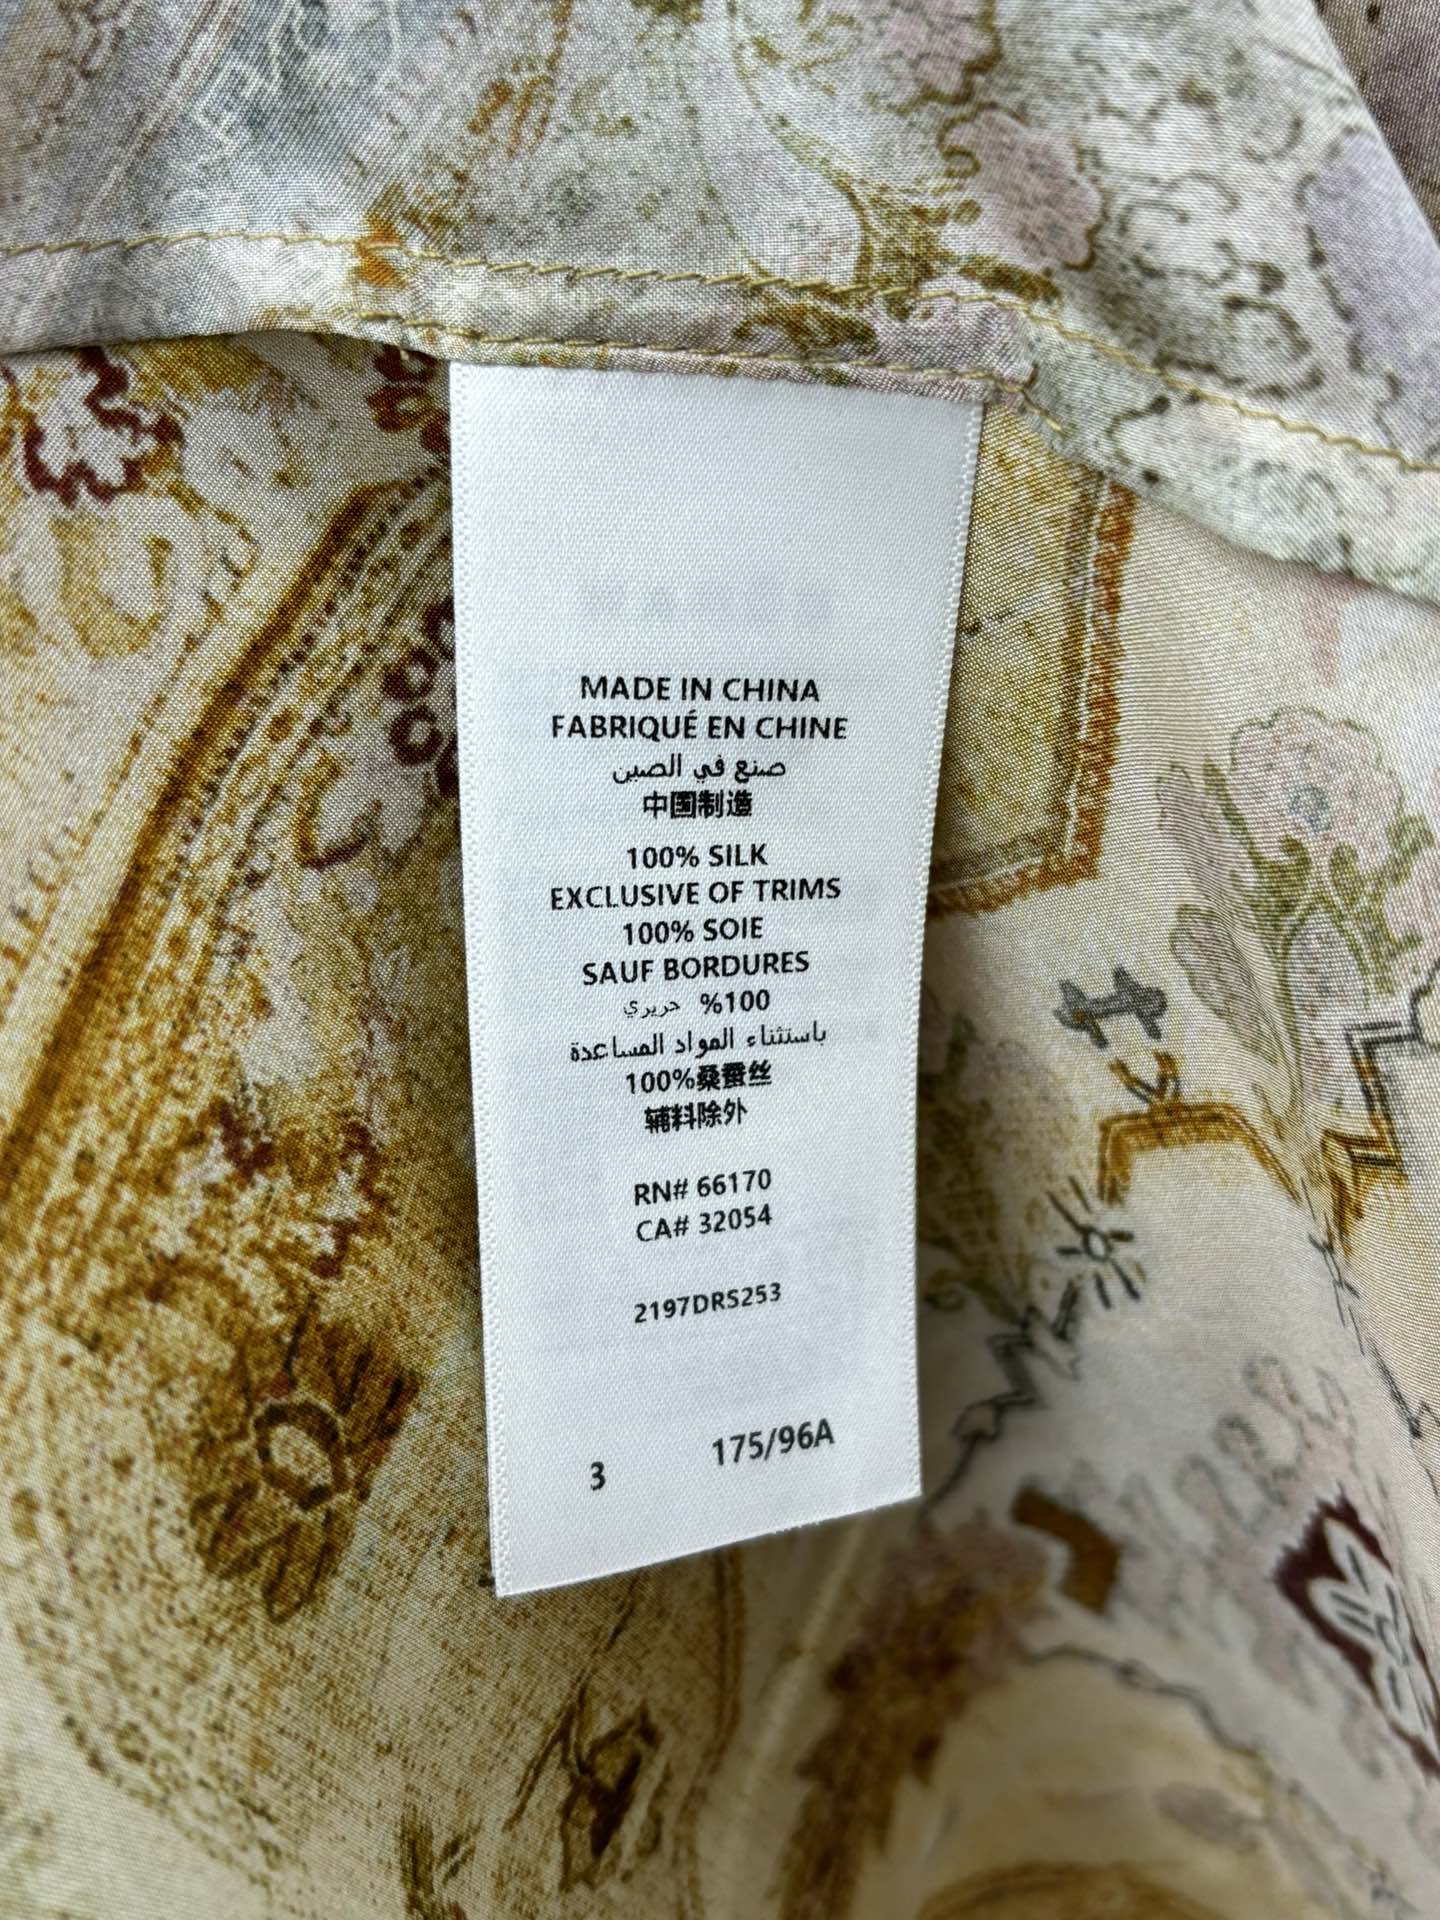 MADE IN CHINA
FABRIQUÉ EN CHINE
صنع في الصين
中国制造
100% SILK
EXCLUSIVE OF TRIMS
100% SOIE
SAUF BORDURES
%100 حريري
باستثناء المواد المساعدة
100%桑蚕丝
辅料除外
RN# 66170
CA# 32054
2197DRS253
3 175/96A